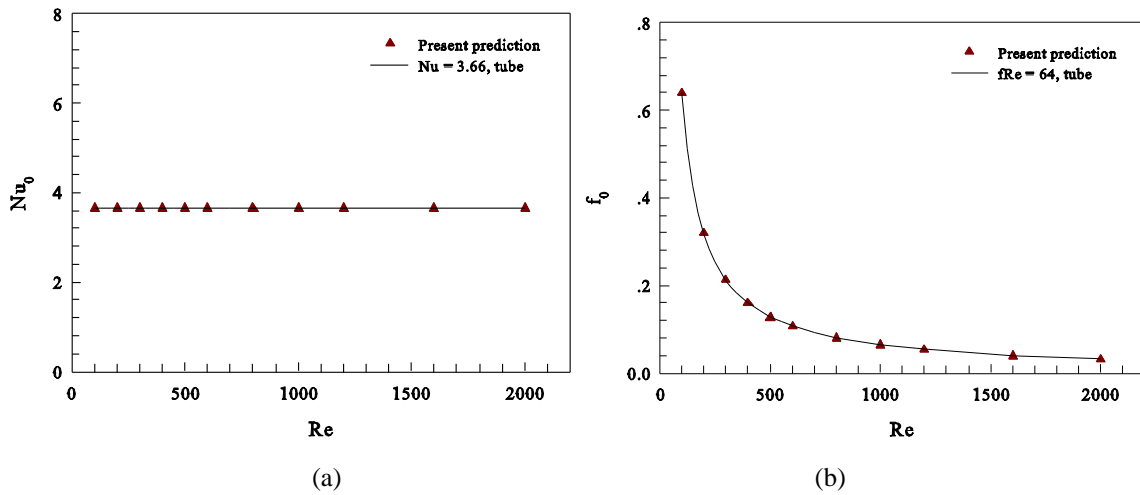 8
6
4
2
0
Nu0
0
500
1000
1500
2000
Re
Present prediction
Nu = 3.66, tube
(a)
.8
.6
.4
.2
0.0
f0
0
500
1000
1500
2000
Re
Present prediction
fRe = 64, tube
(b)